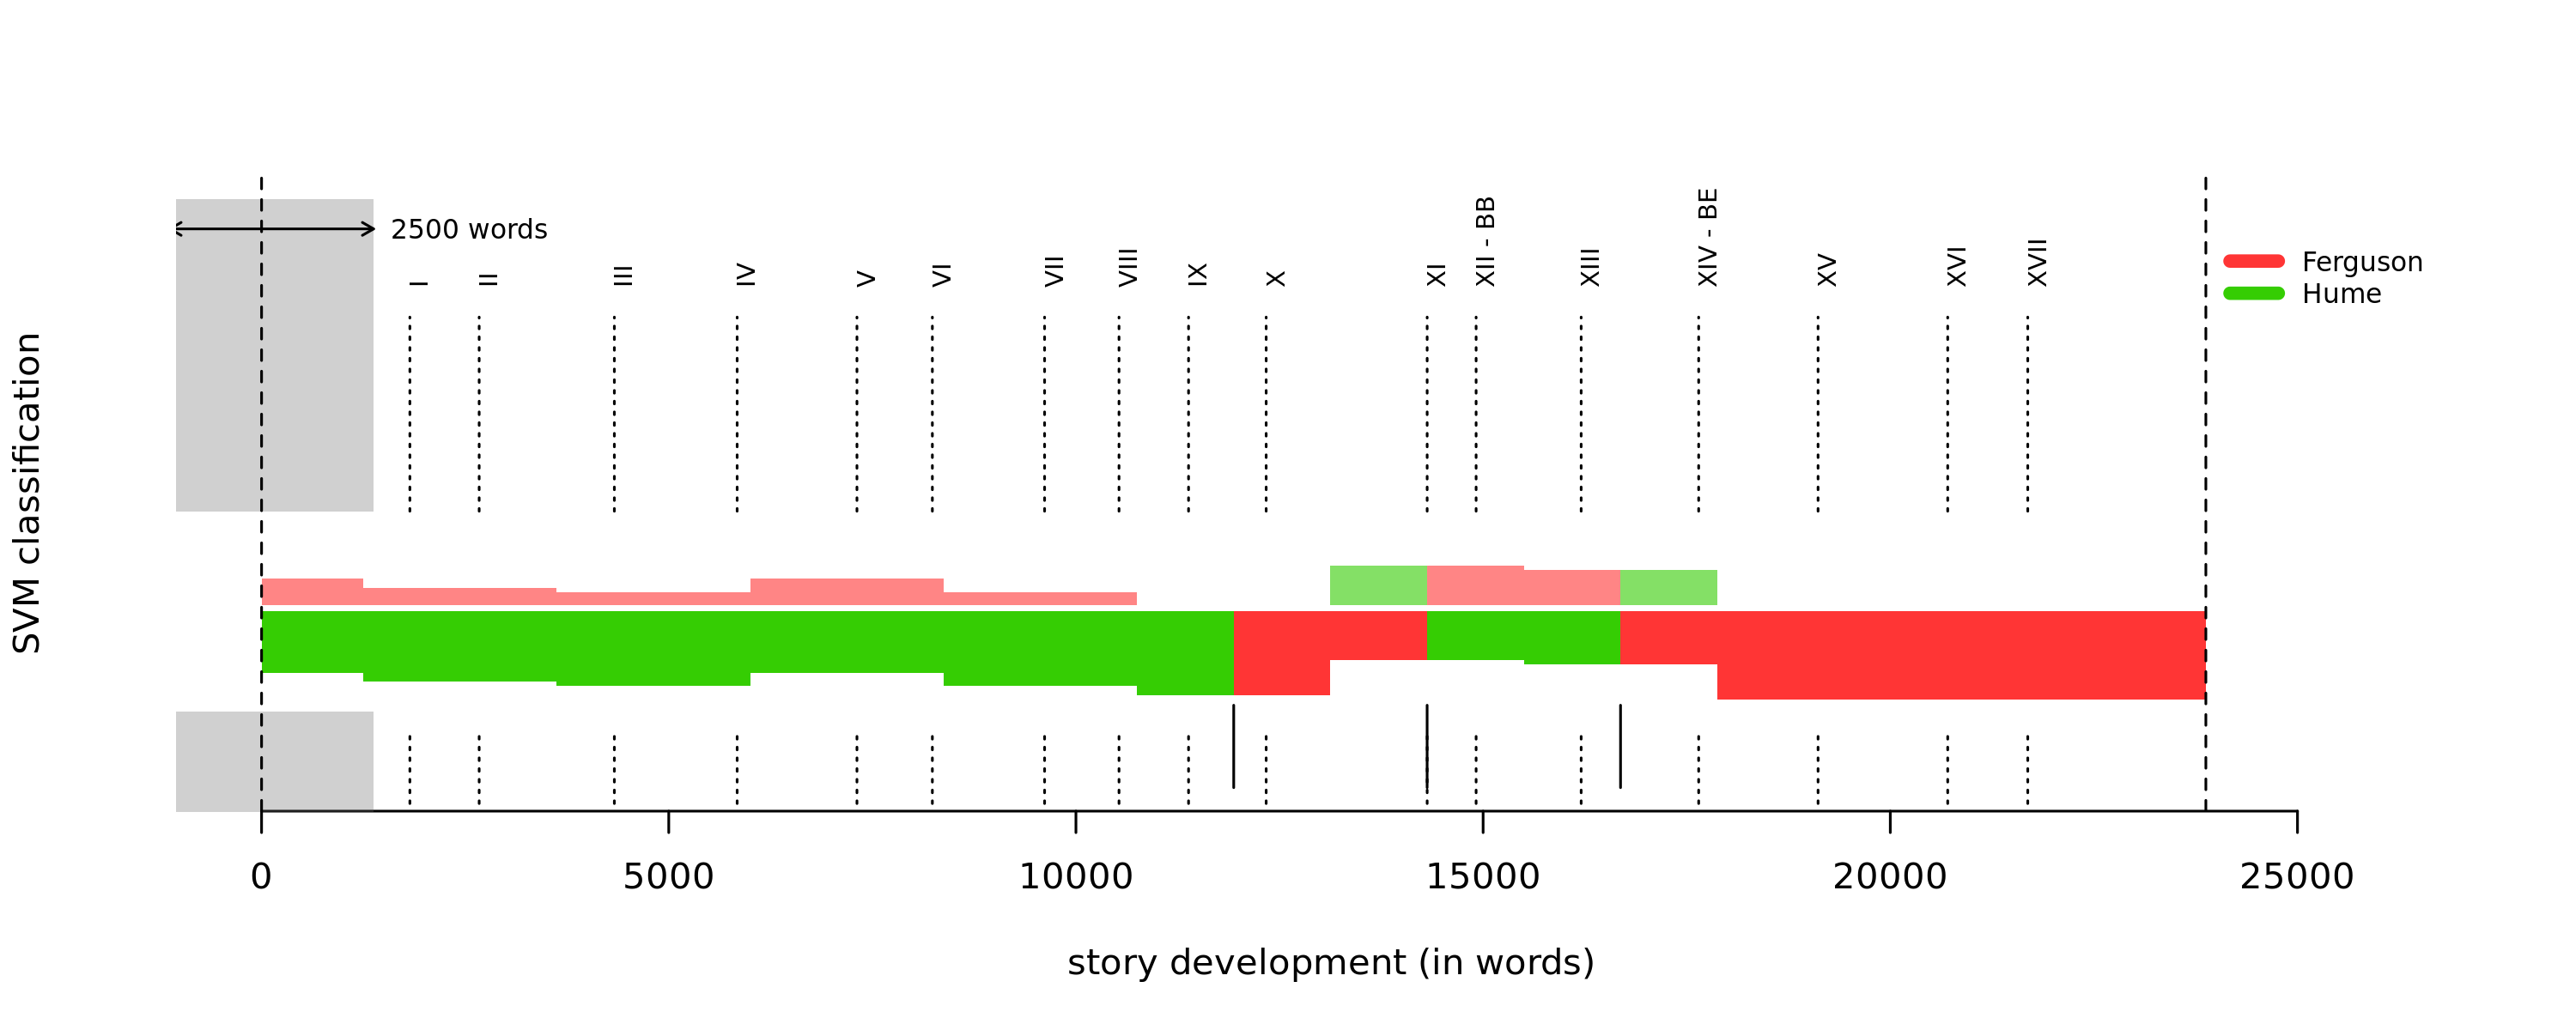 2500 words
I
II
III
IV
V
VI
VII
VIII
IX
X
XI
XII - BB
XIII
XIV - BE
XV
XVI
XVII
Ferguson
Hume
SVM classification
0
5000
10000
15000
20000
25000
story development (in words)